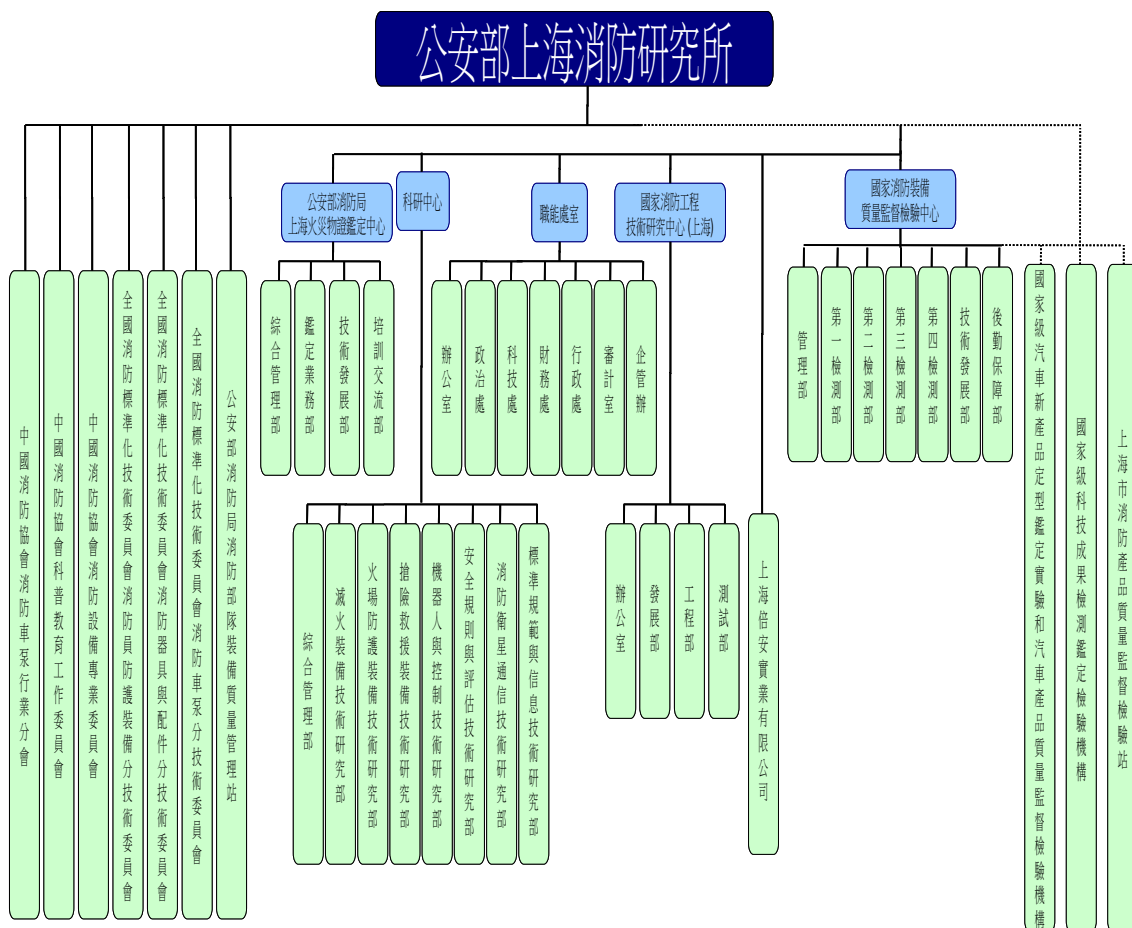 公安部上海消防研究所
公安部消防局
上海火災物證鑑定中心
科研中心
職能處室
國家消防工程
技術研究中心(上海)
國家消防裝備
質量監督檢驗中心
中國消防協會消防車泵行業分會
中國消防協會科普教育工作委員會
中國消防協會消防設備專業委員會
全國消防標準化技術委員會消防員防護裝備分技術委員會
全國消防標準化技術委員會消防器具與配件分技術委員會
全國消防標準化技術委員會消防車泵分技術委員會
公安部消防局消防部隊裝備質量管理站
綜合管理部
鑑定業務部
技術發展部
培訓交流部
辦公室
政治處
科技處
財務處
行政處
審計室
企管辦
管理部
第一檢測部
第二檢測部
第三檢測部
第四檢測部
技術發展部
後勤保障部
國家級汽車新產品定型鑑定實驗和汽車產品質量監督檢驗機構
國家級科技成果檢測鑑定檢驗機構
上海市消防產品質量監督檢驗站
綜合管理部
滅火裝備技術研究部
火場防護裝備技術研究部
搶險救援裝備技術研究部
機器人與控制技術研究部
安全規則與評估技術研究部
消防衛星通信技術研究部
標準規範與信息技術研究部
辦公室
發展部
工程部
測試部
上海倍安實業有限公司